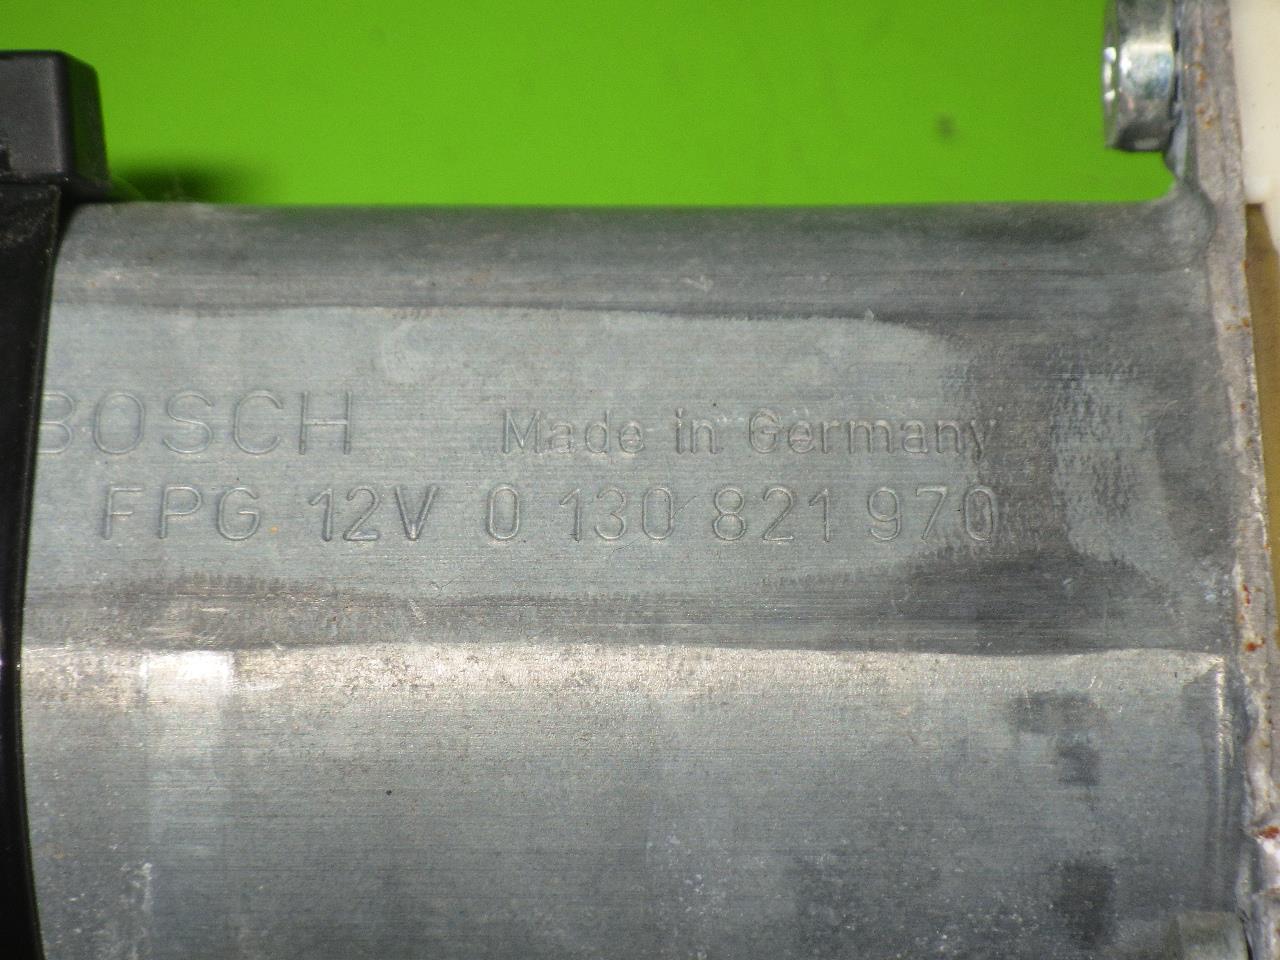 BOSCH Made in Germany
FPG 12V 0 130 821 970